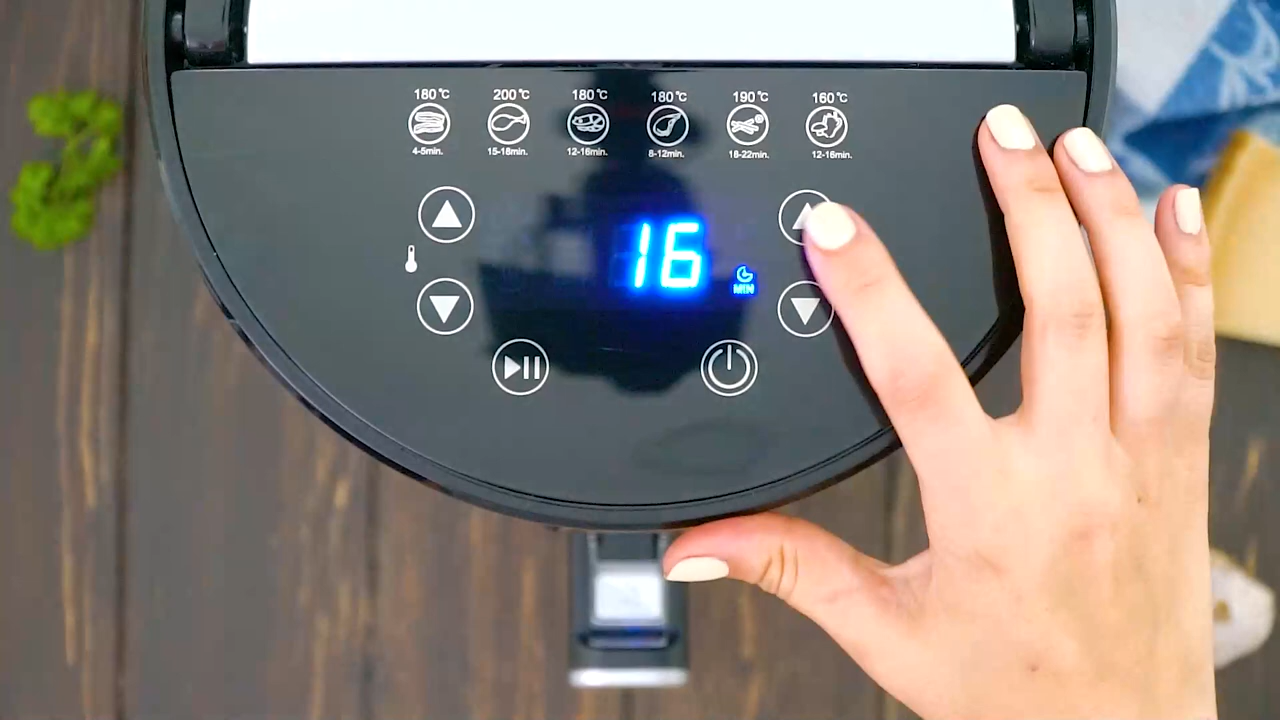 180°C 200°C 180°C 180°C 190°C 160°C
4-5min. 15-18min. 12-16min. 8-12min. 18-22min. 12-16min.
16
MIN